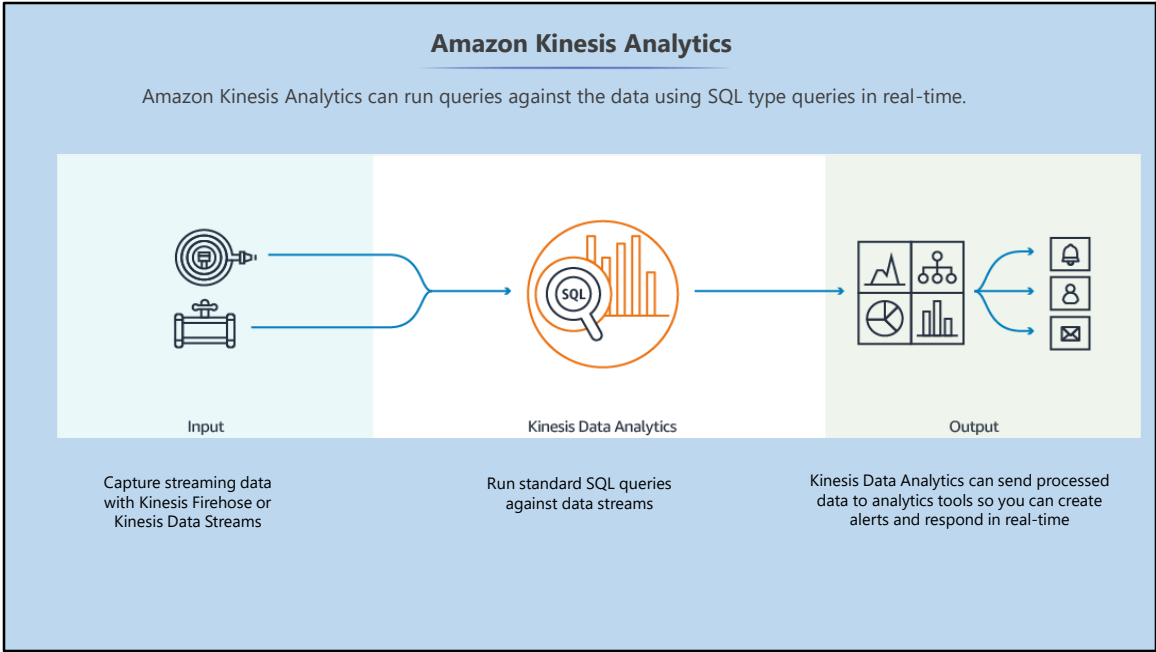 Amazon Kinesis Analytics
Amazon Kinesis Analytics can run queries against the data using SQL type queries in real-time.
SQL
Input
Kinesis Data Analytics
Output
Capture streaming data
with Kinesis Firehose or
Kinesis Data Streams
Run standard SQL queries
against data streams
Kinesis Data Analytics can send processed
data to analytics tools so you can create
alerts and respond in real-time